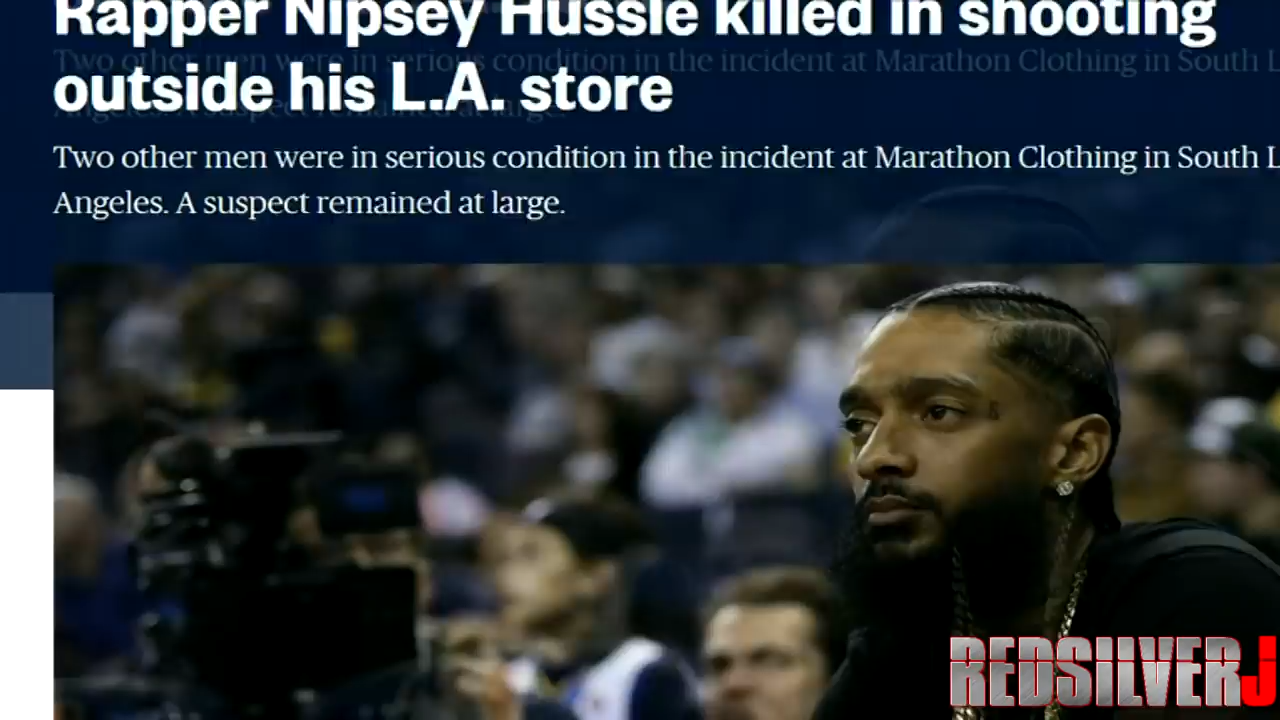 Rapper Nipsey Hussle killed in shooting
outside his L.A. store
Two other men were in serious condition in the incident at Marathon Clothing in South L
Angeles. A suspect remained at large.
REDSILVERJ